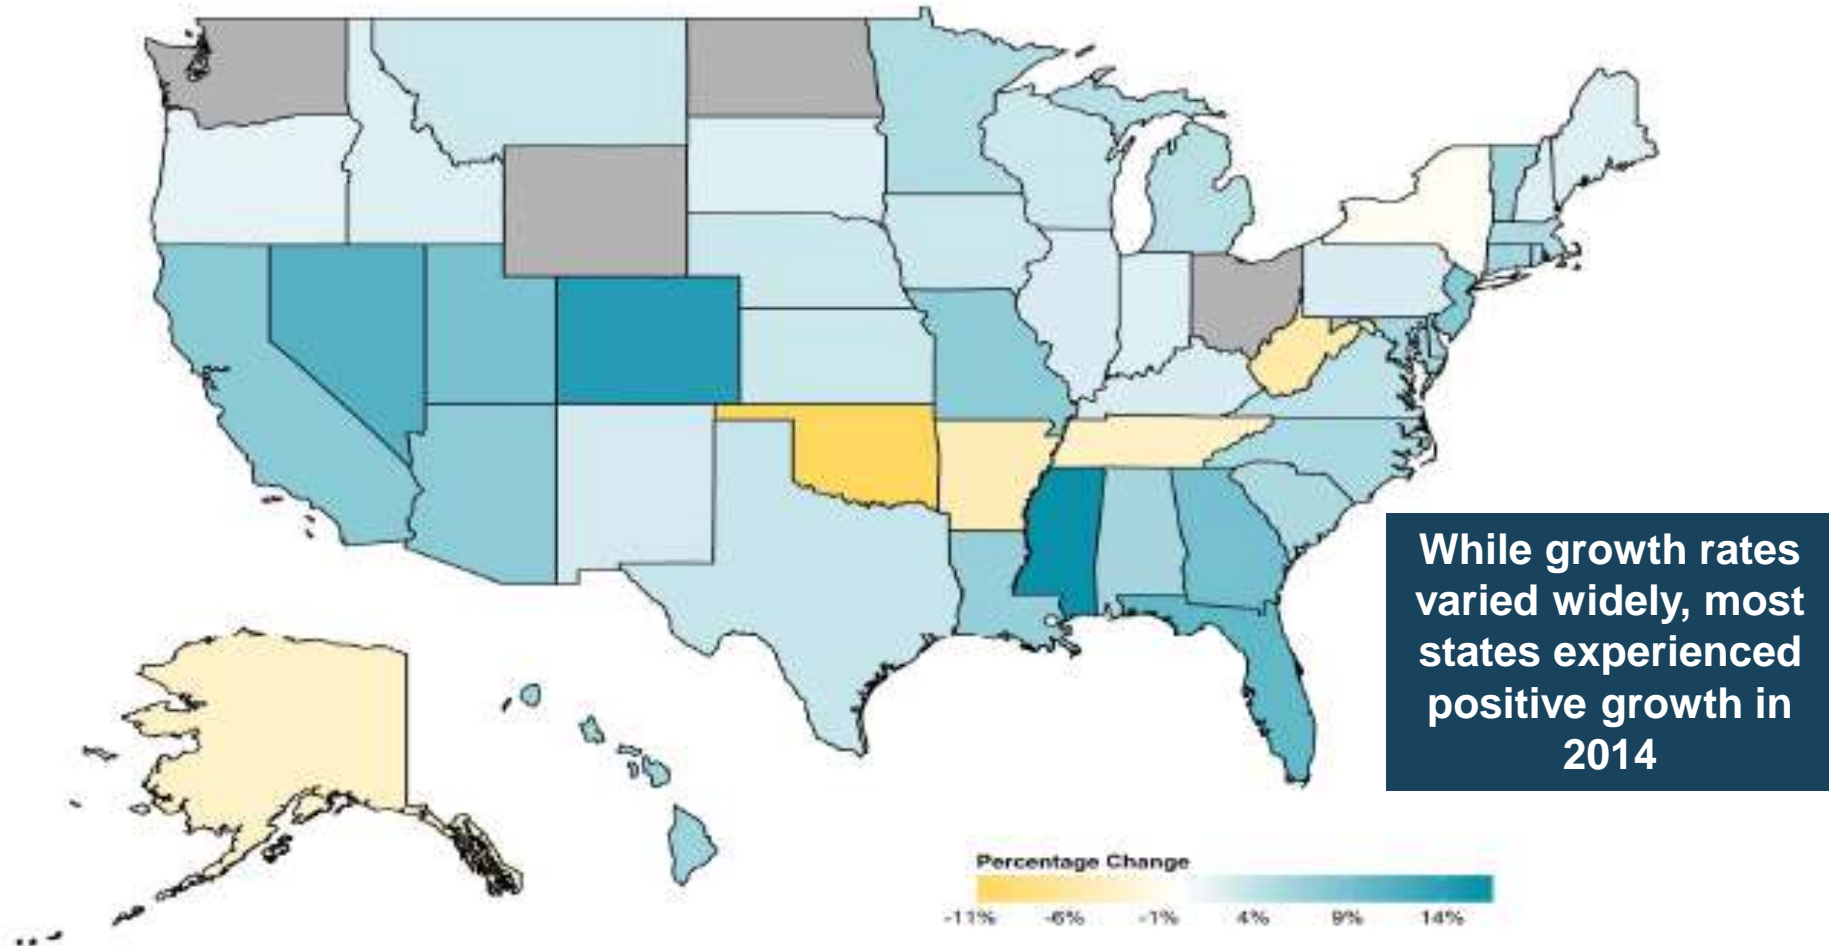 While growth rates
varied widely, most
states experienced
positive growth in
2014
Percentage Change
-11% -6% -1% 4% 9% 14%